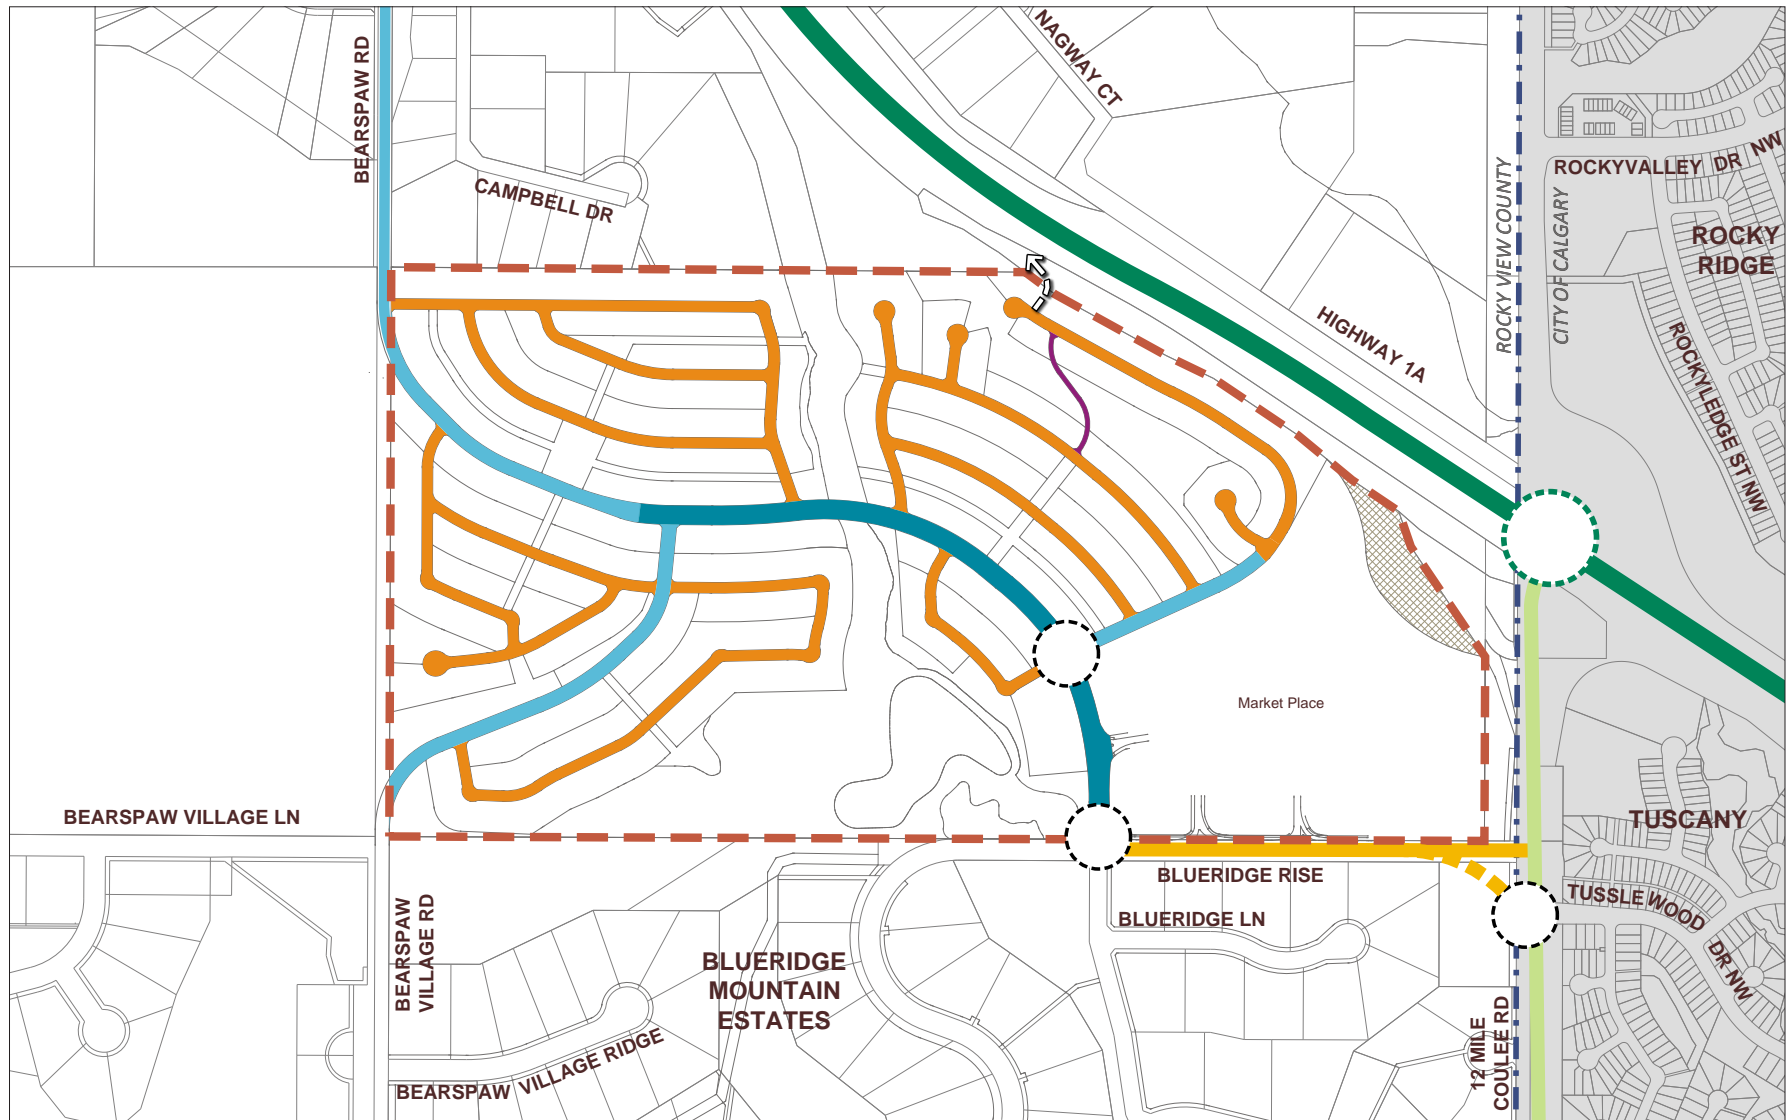 BEARSPAW RD
NAGWAY CT
CAMPBELL DR
ROCKYVALLEY DR NW
ROCKY VIEW COUNTY
CITY OF CALGARY
ROCKY
RIDGE
HIGHWAY 1A
ROCKYLEDGE ST NW
Market Place
BEARSPAW VILLAGE LN
TUSCANY
BLUERIDGE RISE
TUSSLEWOOD DR NW
BLUERIDGE LN
BEARSPAW
VILLAGE RD
BLUERIDGE
MOUNTAIN
ESTATES
12 MILE
COULEE RD
BEARSPAW VILLAGE RIDGE